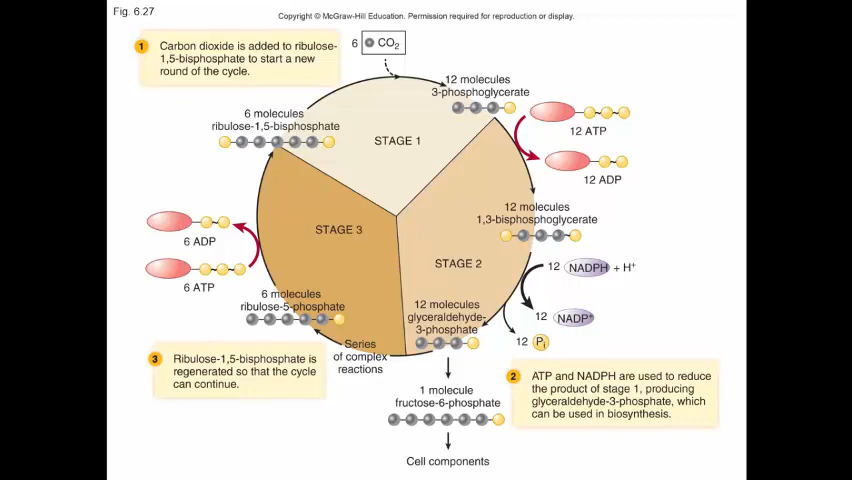 Fig. 6.27
Copyright © McGraw-Hill Education. Permission required for reproduction or display.
1 Carbon dioxide is added to ribulose-
1,5-bisphosphate to start a new
round of the cycle.
6 CO₂
12 molecules
3-phosphoglycerate
12 ATP
12 ADP
6 molecules
ribulose-1,5-bisphosphate
STAGE 1
12 molecules
1,3-bisphosphoglycerate
STAGE 3
STAGE 2
6 ADP
6 ATP
12 NADPH + H⁺
12 NADP⁺
12 Pi
6 molecules
ribulose-5-phosphate
12 molecules
glyceraldehyde-
3-phosphate
Series
of complex
reactions
3 Ribulose-1,5-bisphosphate is
regenerated so that the cycle
can continue.
2 ATP and NADPH are used to reduce
the product of stage 1, producing
glyceraldehyde-3-phosphate, which
can be used in biosynthesis.
1 molecule
fructose-6-phosphate
Cell components